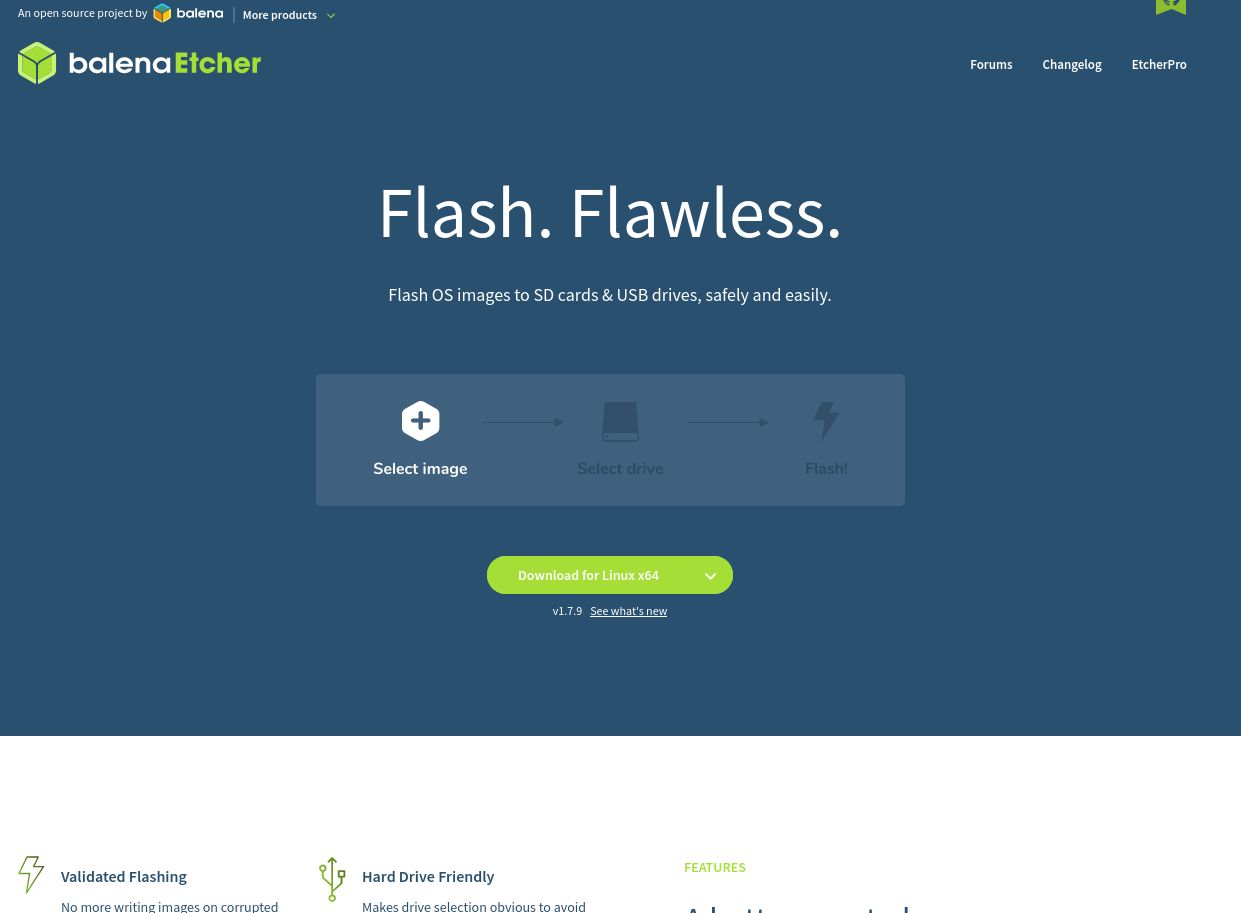 An open source project by balena More products
balenaEtcher
Forums Changelog EtcherPro
Flash. Flawless.
Flash OS images to SD cards & USB drives, safely and easily.
Select image Select drive Flash!
Download for Linux x64
v1.7.9 See what's new
FEATURES
Validated Flashing
No more writing images on corrupted
Hard Drive Friendly
Makes drive selection obvious to avoid